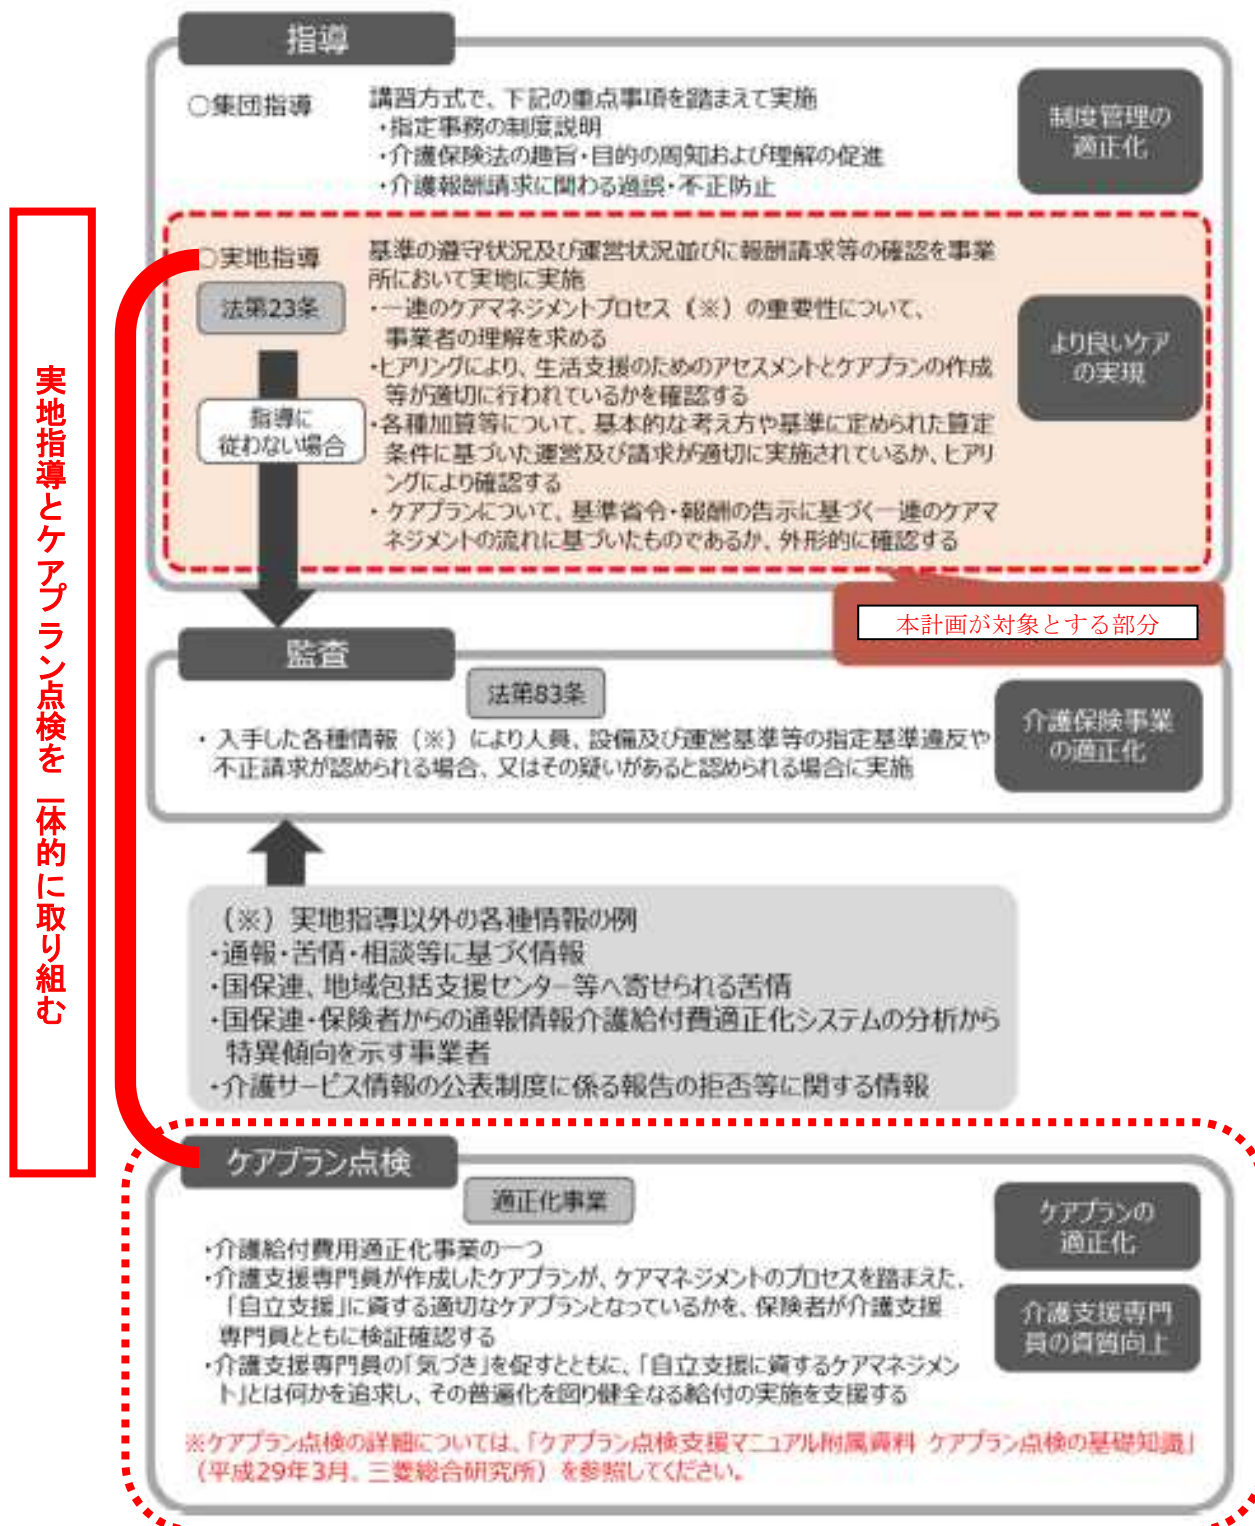 指導
○集団指導
講習方式で、下記の重点事項を踏まえて実施
・指定事務の制度説明
・介護保険法の趣旨・目的の周知および理解の促進
・介護報酬請求に関わる過誤・不正防止
制度管理の
適正化
○実地指導
法第23条
指導に
従わない場合
基準の遵守状況及び運営状況並びに報酬請求等の確認を事業
所において実地に実施
・一連のケアマネジメントプロセス（※）の重要性について、
事業者の理解を求める
・ヒアリングにより、生活支援のためのアセスメントとケアプランの作成
等が適切に行われているかを確認する
・各種加算等について、基本的な考え方や基準に定められた算定
条件に基づいた運営及び請求が適切に実施されているか、ヒアリ
ングにより確認する
・ケアプランについて、基準省令・報酬の告示に基づく一連のケアマ
ネジメントの流れに基づいたものであるか、外形的に確認する
より良いケア
の実現
本計画が対象とする部分
実地指導とケアプラン点検を一体的に取り組む
監査
法第83条
・入手した各種情報（※）により人員、設備及び運営基準等の指定基準違反や
不正請求が認められる場合、又はその疑いがあると認められる場合に実施
介護保険事業
の適正化
（※）実地指導以外の各種情報の例
・通報・苦情・相談等に基づく情報
・国保連、地域包括支援センター等へ寄せられる苦情
・国保連・保険者からの通報情報介護給付費適正化システムの分析から
特異傾向を示す事業者
・介護サービス情報の公表制度に係る報告の拒否等に関する情報
ケアプラン点検
適正化事業
・介護給付費用適正化事業の一つ
・介護支援専門員が作成したケアプランが、ケアマネジメントのプロセスを踏まえた、
「自立支援」に資する適切なケアプランとなっているかを、保険者が介護支援
専門員とともに検証確認する
・介護支援専門員の「気づき」を促すとともに、「自立支援に資するケアマネジメン
ト」とは何かを追求し、その普遍化を図り健全なる給付の実施を支援する
ケアプランの
適正化
介護支援専門
員の資質向上
※ケアプラン点検の詳細については、「ケアプラン点検支援マニュアル附属資料 ケアプラン点検の基礎知識」
（平成29年3月、三菱総合研究所）を参照してください。